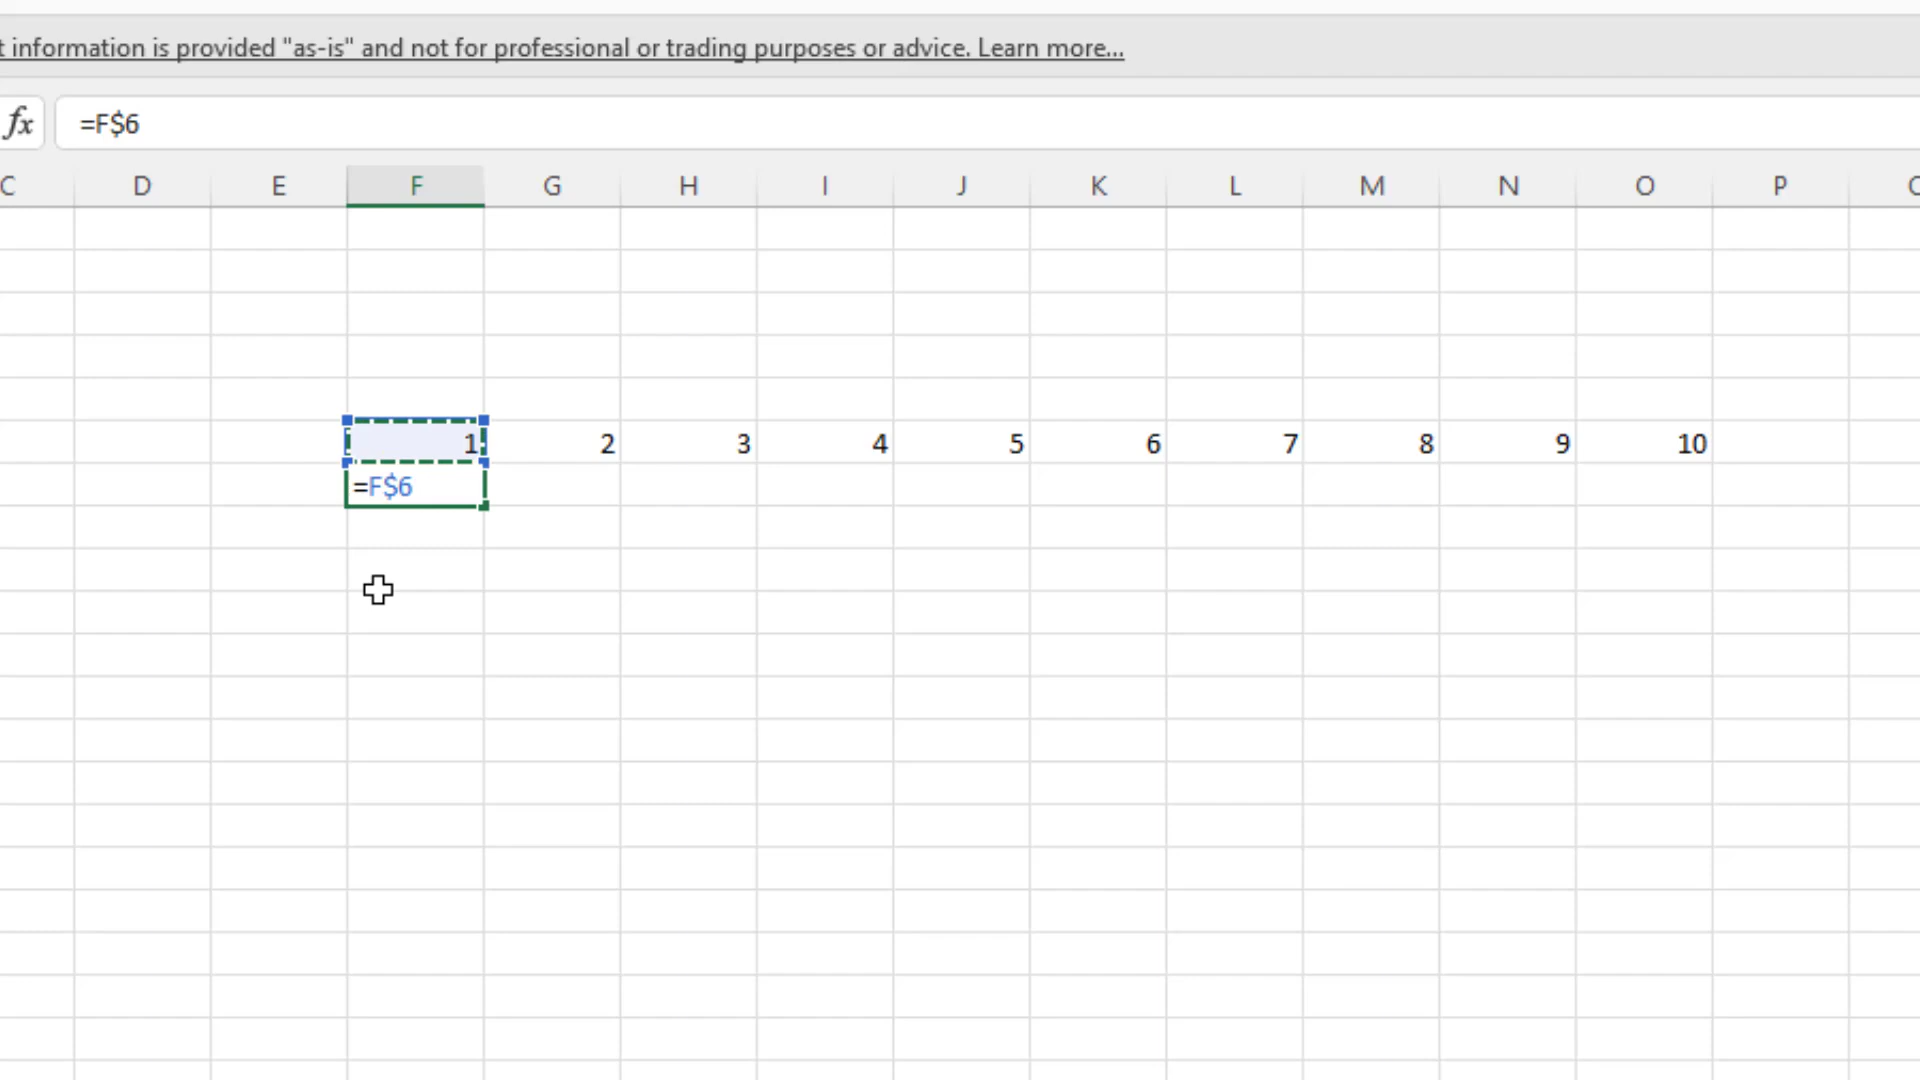 t information is provided "as-is" and not for professional or trading purposes or advice. Learn more...
fx =F$6
C D E F G H I J K L M N O P
1 2 3 4 5 6 7 8 9 10
=F$6